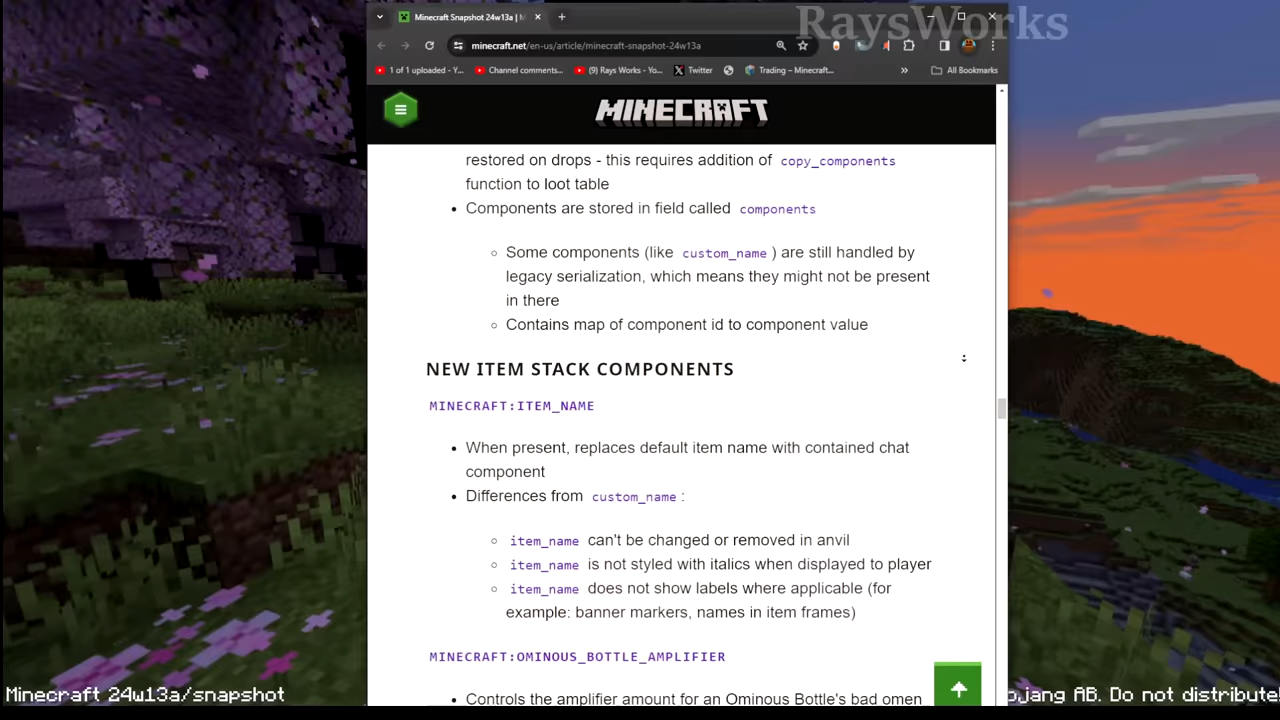 RaysWorks
Minecraft Snapshot 24w13a |
minecraft.net/en-us/article/minecraft-snapshot-24w13a
1 of 1 uploaded - Y... Channel comments... (9) Rays Works - Yo... Twitter Trading – Minecraft... » All Bookmarks
MINECRAFT
restored on drops - this requires addition of copy_components
function to loot table
• Components are stored in field called components
Some components (like custom_name ) are still handled by
legacy serialization, which means they might not be present
in there
Contains map of component id to component value
NEW ITEM STACK COMPONENTS
MINECRAFT:ITEM_NAME
• When present, replaces default item name with contained chat
component
• Differences from custom_name :
item_name can't be changed or removed in anvil
item_name is not styled with italics when displayed to player
item_name does not show labels where applicable (for
example: banner markers, names in item frames)
MINECRAFT:OMINOUS_BOTTLE_AMPLIFIER
• Controls the amplifier amount for an Ominous Bottle's bad omen
Minecraft 24w13a/snapshot
ojang AB. Do not distribute!